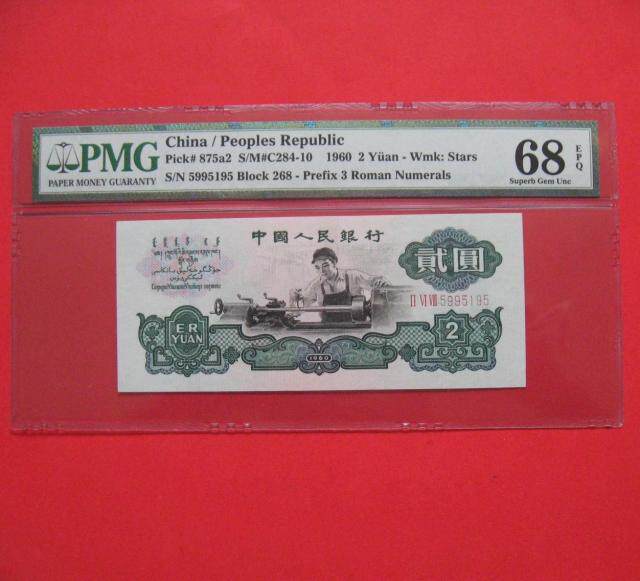 PMG
PAPER MONEY GUARANTY
China / Peoples Republic
Pick# 875a2 S/M#C284-10 1960 2 Yüan - Wmk: Stars
S/N 5995195 Block 268 - Prefix 3 Roman Numerals
68
EPQ
Superb Gem Unc
中國人民銀行
貳圓
II VI VIII 5995195
ER
YUAN
2
1960